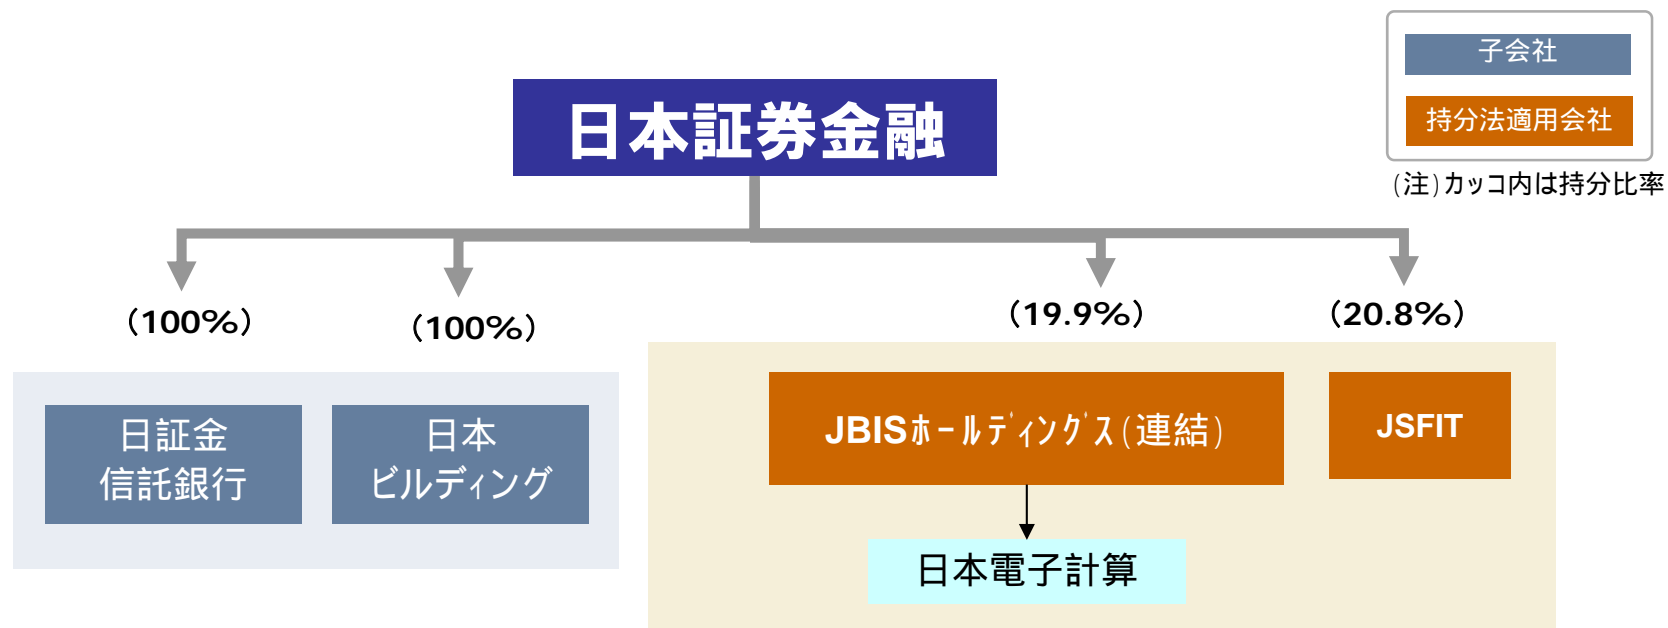 子会社
持分法適用会社
(注)カッコ内は持分比率
日本証券金融
(100%)
(100%)
(19.9%)
(20.8%)
日証金
信託銀行
日本
ビルディング
JBISﾎｰﾙﾃﾞｨﾝｸﾞｽ(連結)
JSFIT
日本電子計算